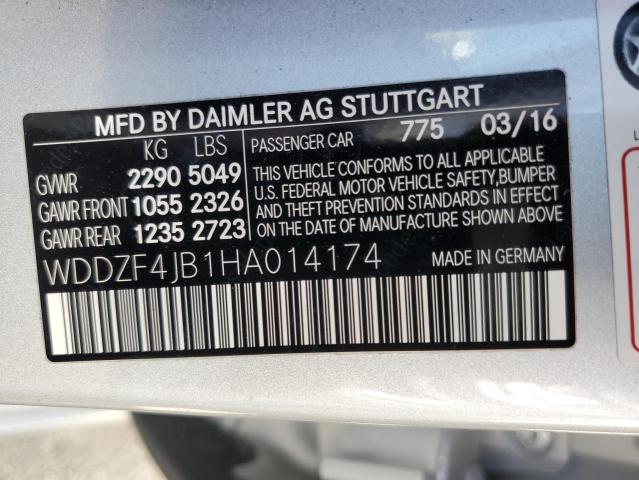 MFD BY DAIMLER AG STUTTGART
KG LBS
GVWR 2290 5049
GAWR FRONT 1055 2326
GAWR REAR 1235 2723
PASSENGER CAR 775 03/16
THIS VEHICLE CONFORMS TO ALL APPLICABLE
U.S. FEDERAL MOTOR VEHICLE SAFETY,BUMPER
AND THEFT PREVENTION STANDARDS IN EFFECT
ON THE DATE OF MANUFACTURE SHOWN ABOVE.
WDDZF4JB1HA014174 MADE IN GERMANY